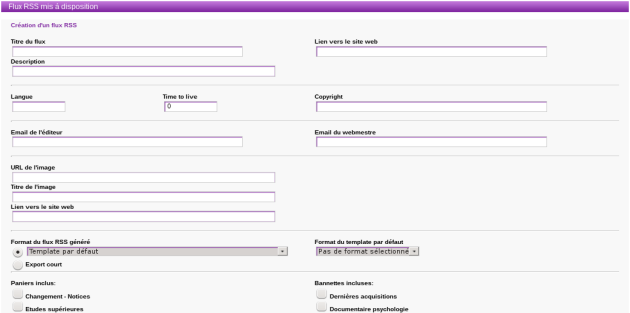 Flux RSS mis à disposition
Création d'un flux RSS
Titre du flux
Lien vers le site web
Description
Langue
Time to live
Copyright
0
Email de l'éditeur
Email du webmestre
URL de l'image
Titre de l'image
Lien vers le site web
Format du flux RSS généré
Format du template par défaut
Template par défaut
Pas de format sélectionné
Export court
Paniers inclus:
Bannettes incluses:
Changement - Notices
Dernières acquisitions
Etudes supérieures
Documentaire psychologie